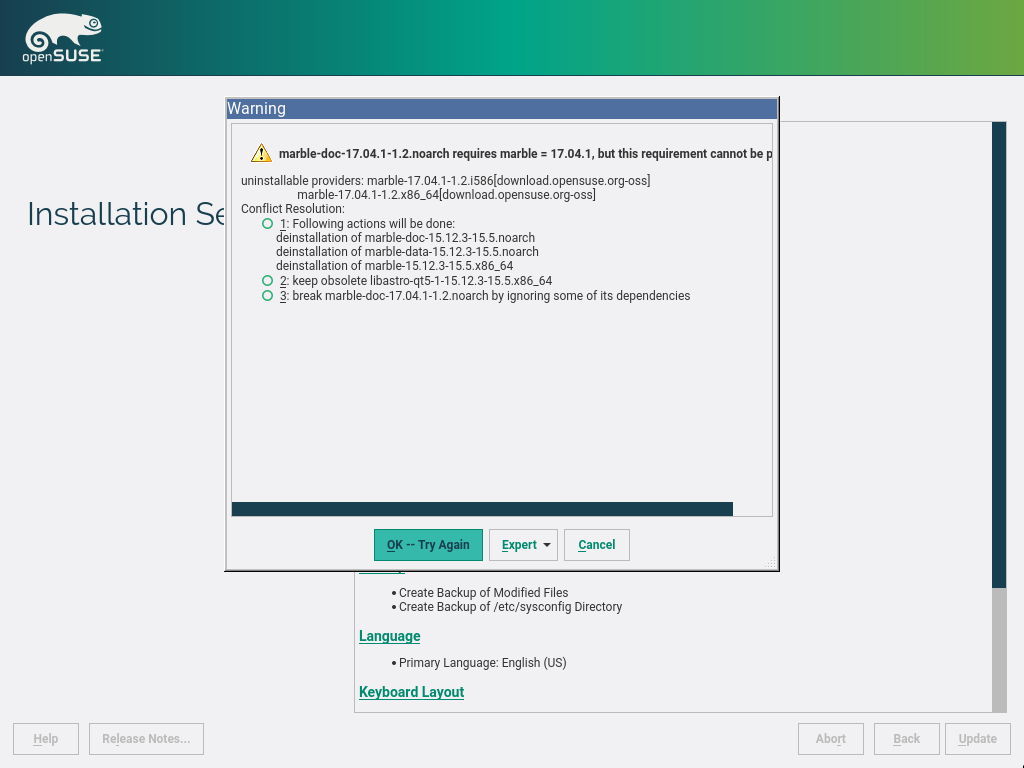 openSUSE
Warning
Installation Se
marble-doc-17.04.1-1.2.noarch requires marble = 17.04.1, but this requirement cannot be p
uninstallable providers: marble-17.04.1-1.2.i586[download.opensuse.org-oss]
marble-17.04.1-1.2.x86_64[download.opensuse.org-oss]
Conflict Resolution:
1: Following actions will be done:
deinstallation of marble-doc-15.12.3-15.5.noarch
deinstallation of marble-data-15.12.3-15.5.noarch
deinstallation of marble-15.12.3-15.5.x86_64
2: keep obsolete libastro-qt5-1-15.12.3-15.5.x86_64
3: break marble-doc-17.04.1-1.2.noarch by ignoring some of its dependencies
OK -- Try Again
Expert
Cancel
• Create Backup of Modified Files
• Create Backup of /etc/sysconfig Directory
Language
• Primary Language: English (US)
Keyboard Layout
Help
Release Notes...
Abort
Back
Update